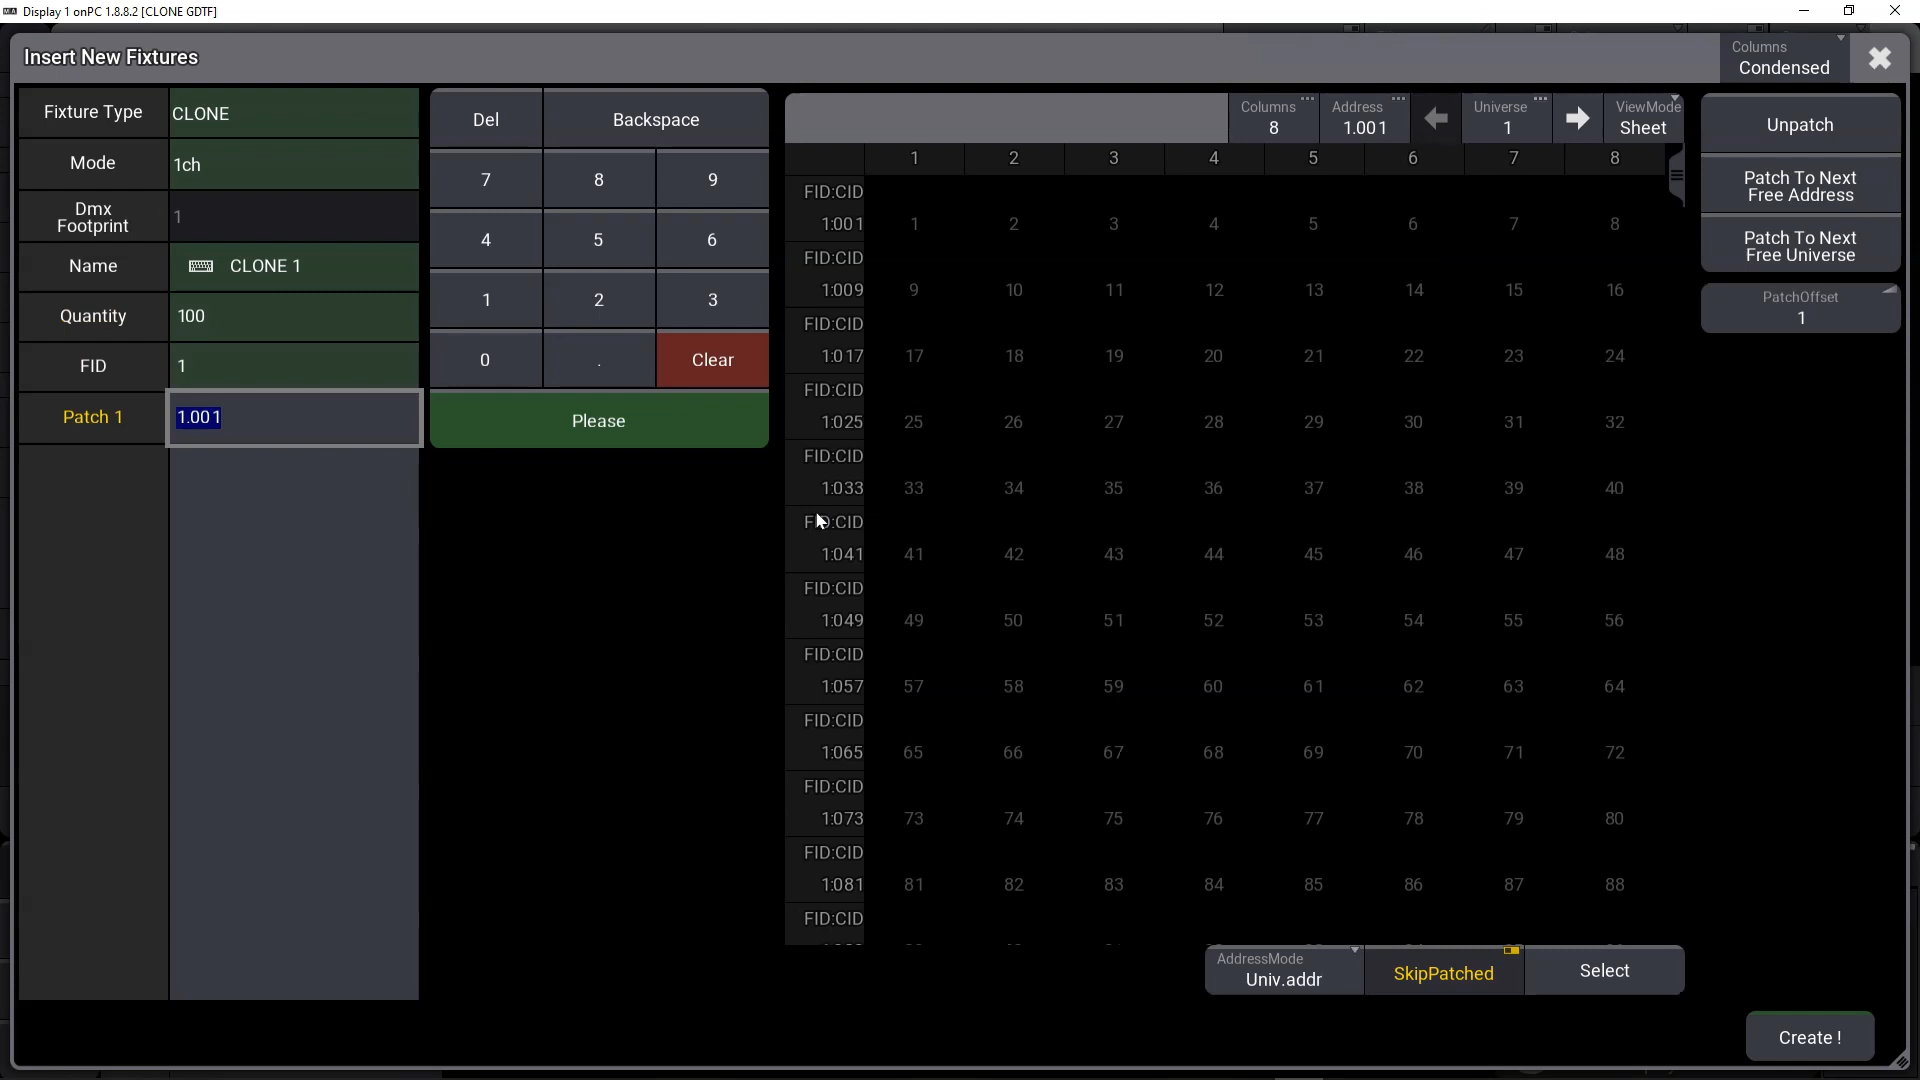 Display 1 onPC 1.8.8.2 [CLONE GDTF]
Insert New Fixtures
Columns
Condensed
Fixture Type CLONE
Mode 1ch
Dmx
Footprint 1
Name CLONE 1
Quantity 100
FID 1
Patch 1 1.001
Del Backspace
7 8 9
4 5 6
1 2 3
0 . Clear
Please
Columns Address Universe ViewMode
8 1.001 1 Sheet
1 2 3 4 5 6 7 8
FID:CID
1:001 1 2 3 4 5 6 7 8
FID:CID
1:009 9 10 11 12 13 14 15 16
FID:CID
1:017 17 18 19 20 21 22 23 24
FID:CID
1:025 25 26 27 28 29 30 31 32
FID:CID
1:033 33 34 35 36 37 38 39 40
FID:CID
1:041 41 42 43 44 45 46 47 48
FID:CID
1:049 49 50 51 52 53 54 55 56
FID:CID
1:057 57 58 59 60 61 62 63 64
FID:CID
1:065 65 66 67 68 69 70 71 72
FID:CID
1:073 73 74 75 76 77 78 79 80
FID:CID
1:081 81 82 83 84 85 86 87 88
FID:CID
Unpatch
Patch To Next
Free Address
Patch To Next
Free Universe
PatchOffset
1
AddressMode
Univ.addr SkipPatched Select
Create !